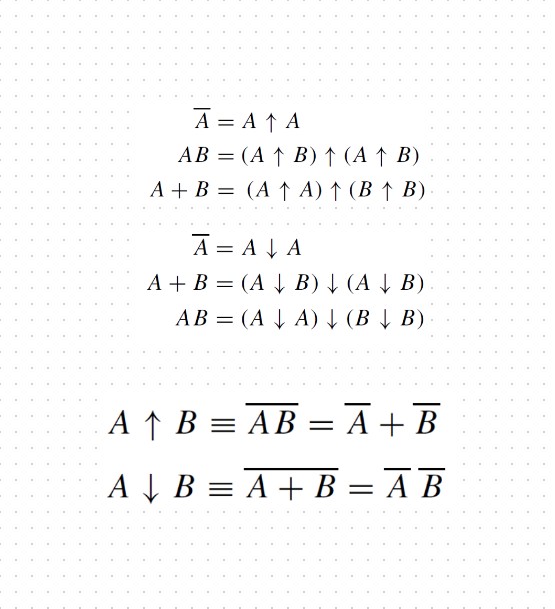 A̅ = A ↑ A
AB = (A ↑ B) ↑ (A ↑ B)
A + B = (A ↑ A) ↑ (B ↑ B)
A̅ = A ↓ A
A + B = (A ↓ B) ↓ (A ↓ B)
AB = (A ↓ A) ↓ (B ↓ B)
A ↑ B ≡ A̅B̅ = A̅ + B̅
A ↓ B ≡ A̅ ̅+̅ ̅B̅ = A̅ B̅